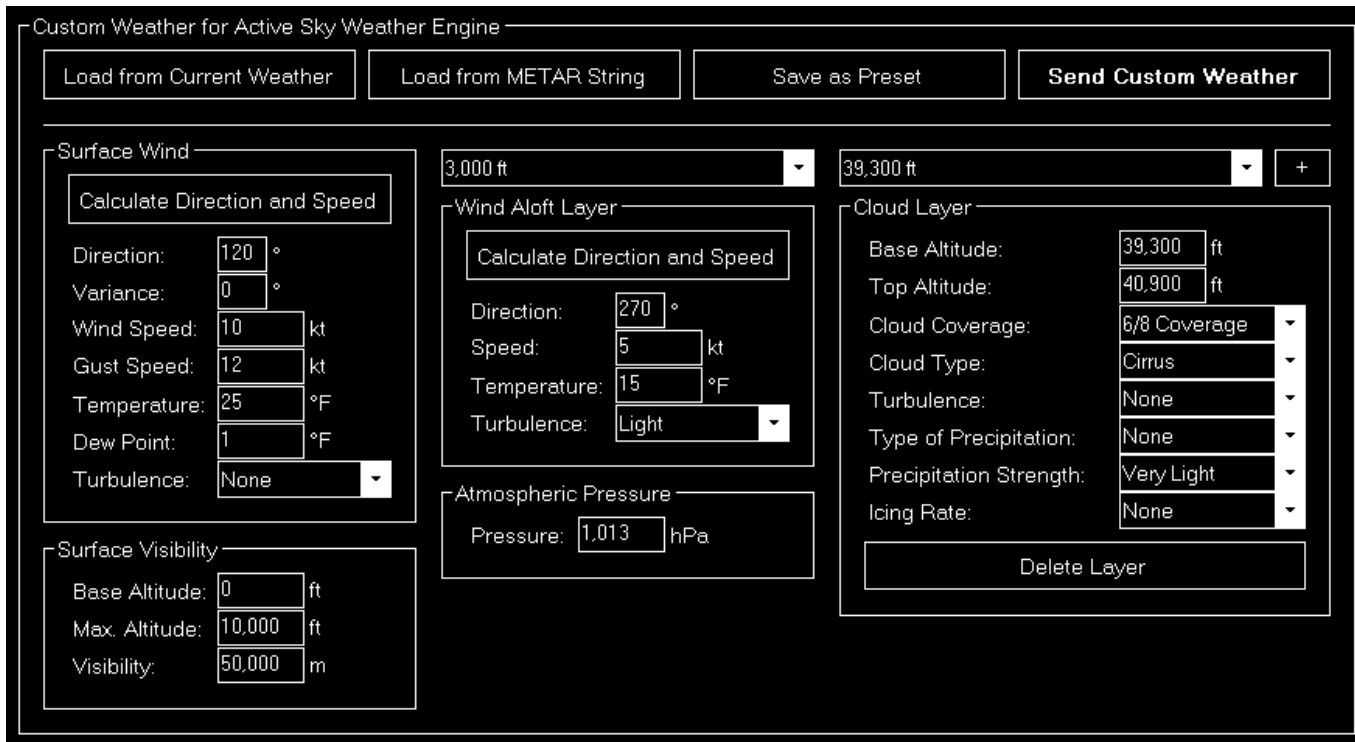 Custom Weather for Active Sky Weather Engine
Load from Current Weather
Load from METAR String
Save as Preset
Send Custom Weather
Surface Wind
Calculate Direction and Speed
Direction: 120 °
Variance: 0 °
Wind Speed: 10 kt
Gust Speed: 12 kt
Temperature: 25 °F
Dew Point: 1 °F
Turbulence: None
Surface Visibility
Base Altitude: 0 ft
Max. Altitude: 10,000 ft
Visibility: 50,000 m
3,000 ft
Wind Aloft Layer
Calculate Direction and Speed
Direction: 270 °
Speed: 5 kt
Temperature: 15 °F
Turbulence: Light
Atmospheric Pressure
Pressure: 1,013 hPa
39,300 ft
+
Cloud Layer
Base Altitude: 39,300 ft
Top Altitude: 40,900 ft
Cloud Coverage: 6/8 Coverage
Cloud Type: Cirrus
Turbulence: None
Type of Precipitation: None
Precipitation Strength: Very Light
Icing Rate: None
Delete Layer